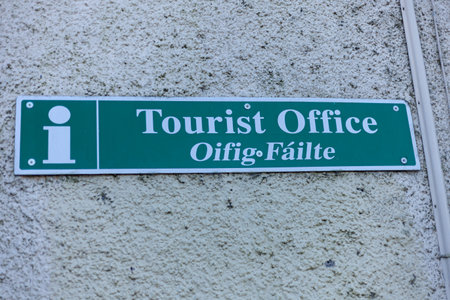 i
Tourist Office
Oifig Fáilte